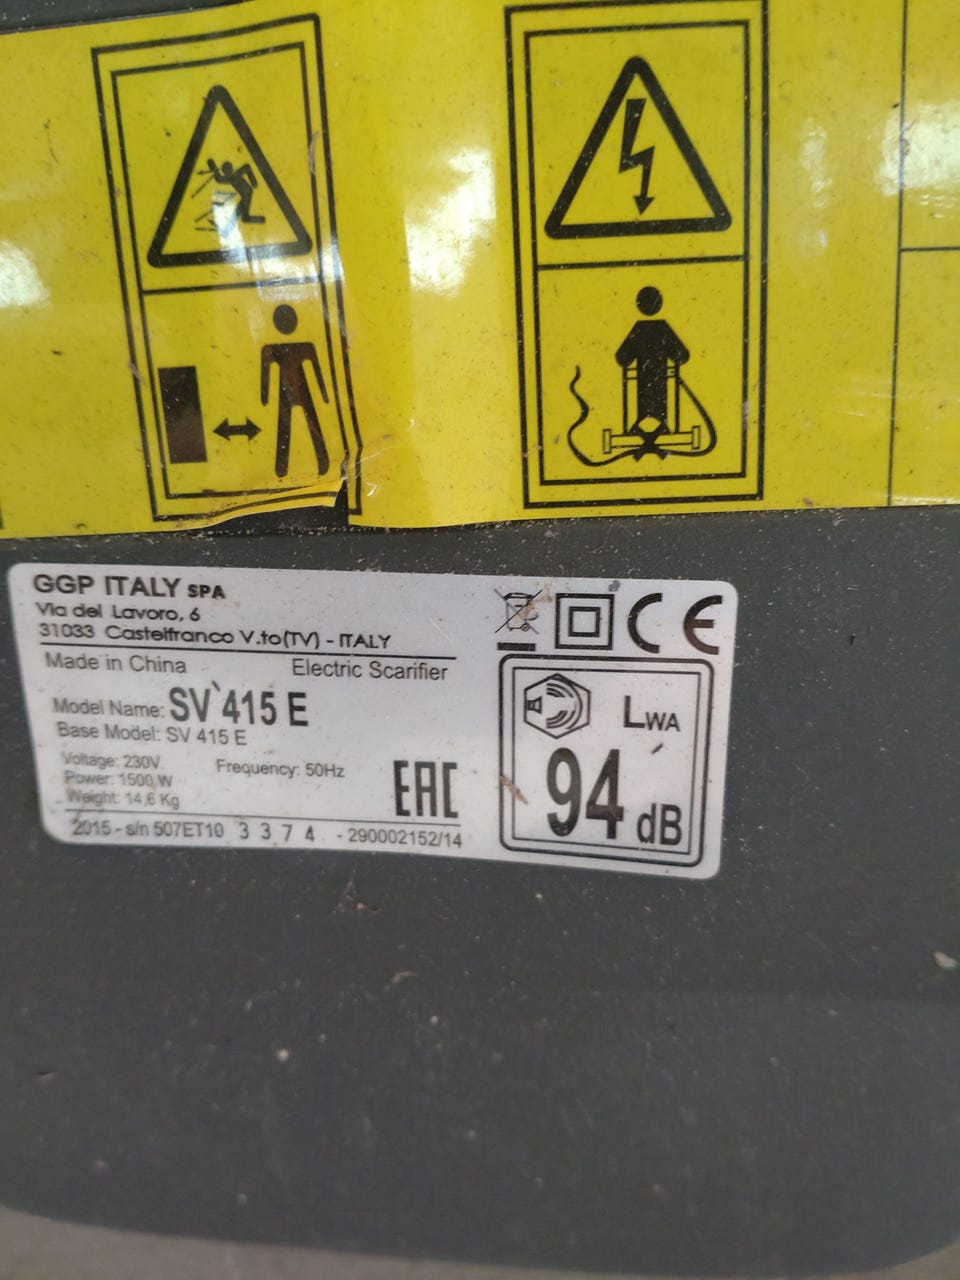 GGP ITALY SPA
Via del Lavoro, 6
31033 Castelfranco V.to(TV) - ITALY
Made in China Electric Scarifier
Model Name: SV 415 E
Base Model: SV 415 E
Voltage: 230V Frequency: 50Hz
Power: 1500 W
Weight: 14,6 Kg
EAC
2015 - s/n 507ET10 3 3 7 4 - 290002152/14
CE
LWA
94 dB